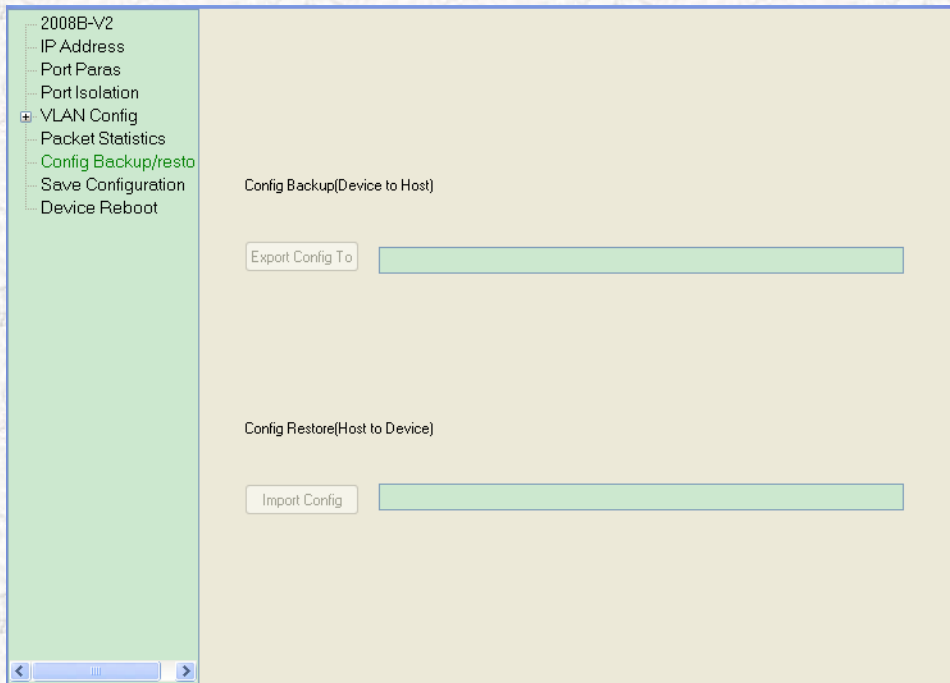 2008B-V2
IP Address
Port Paras
Port Isolation
VLAN Config
Packet Statistics
Config Backup/resto
Save Configuration
Device Reboot
Config Backup(Device to Host)
Export Config To
Config Restore(Host to Device)
Import Config